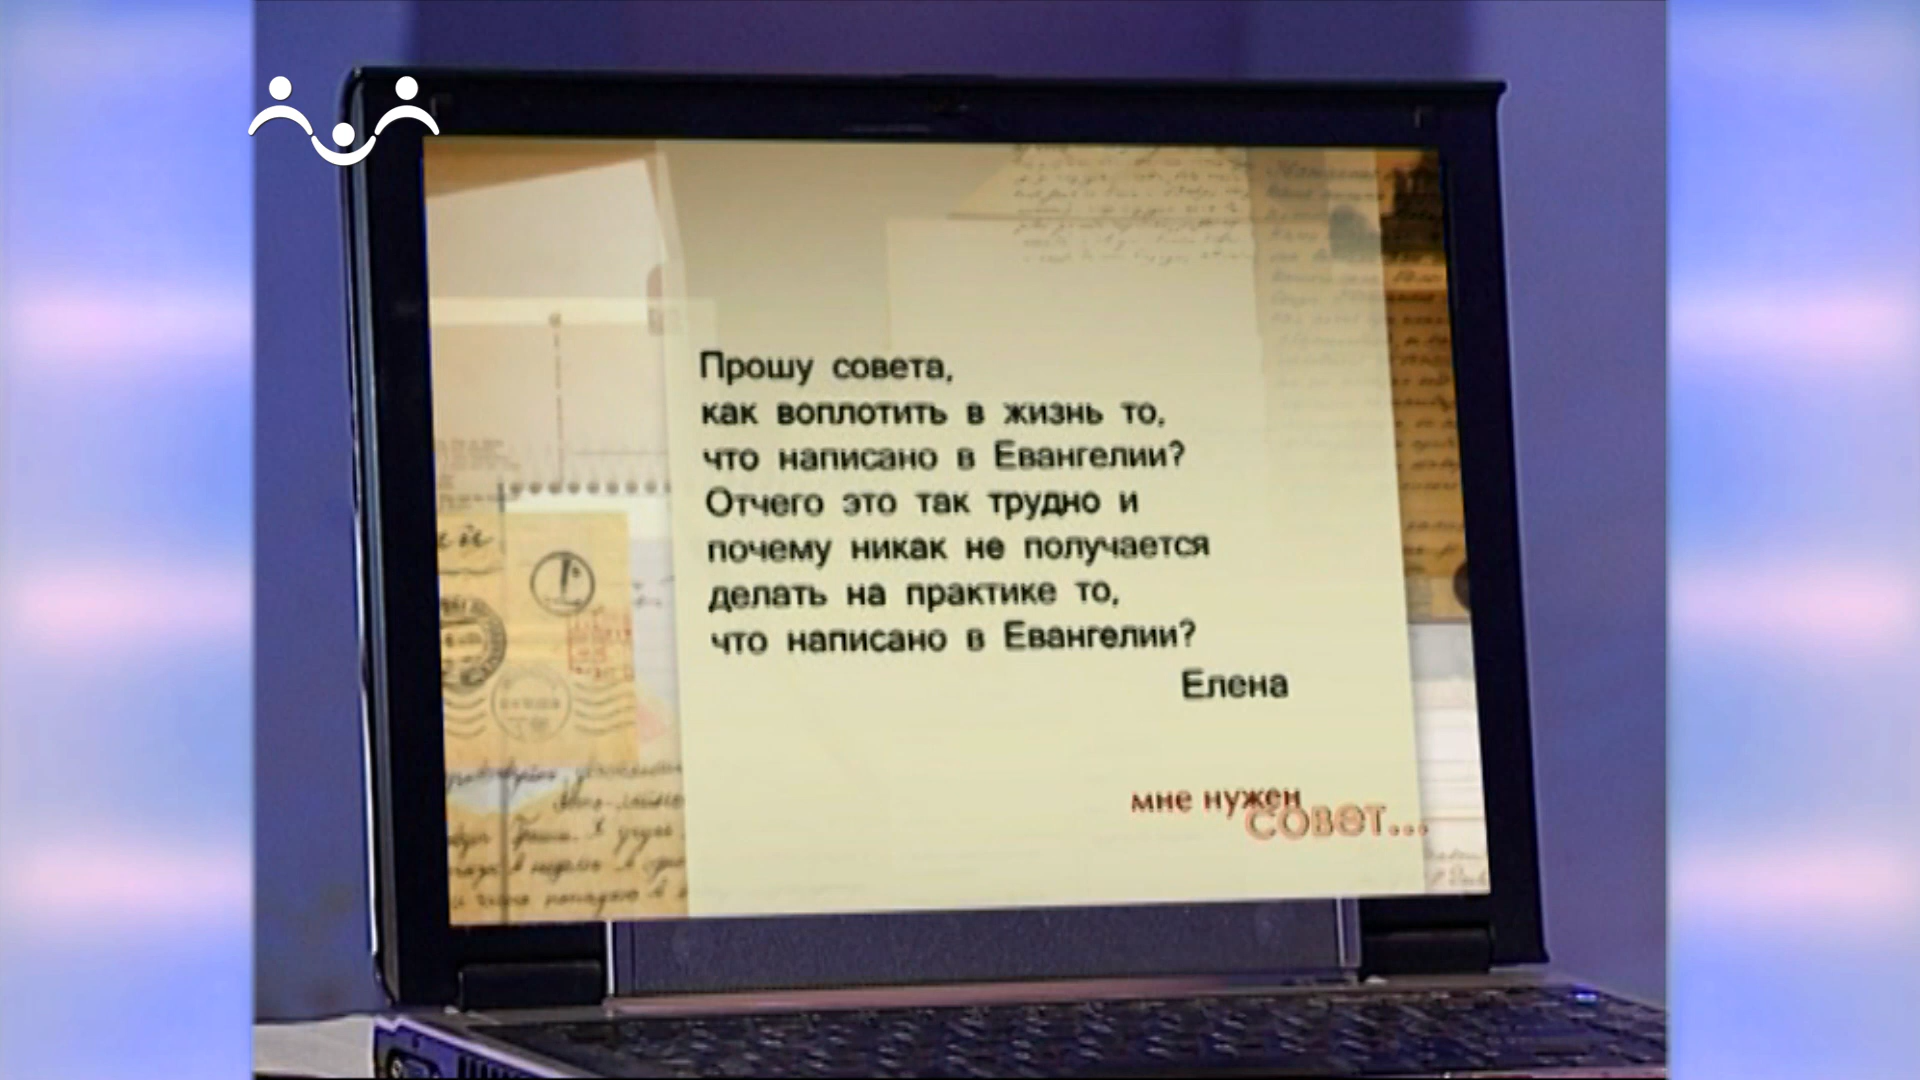 Прошу совета,
как воплотить в жизнь то,
что написано в Евангелии?
Отчего это так трудно и
почему никак не получается
делать на практике то,
что написано в Евангелии?
Елена
мне нужен
СОВЕТ...